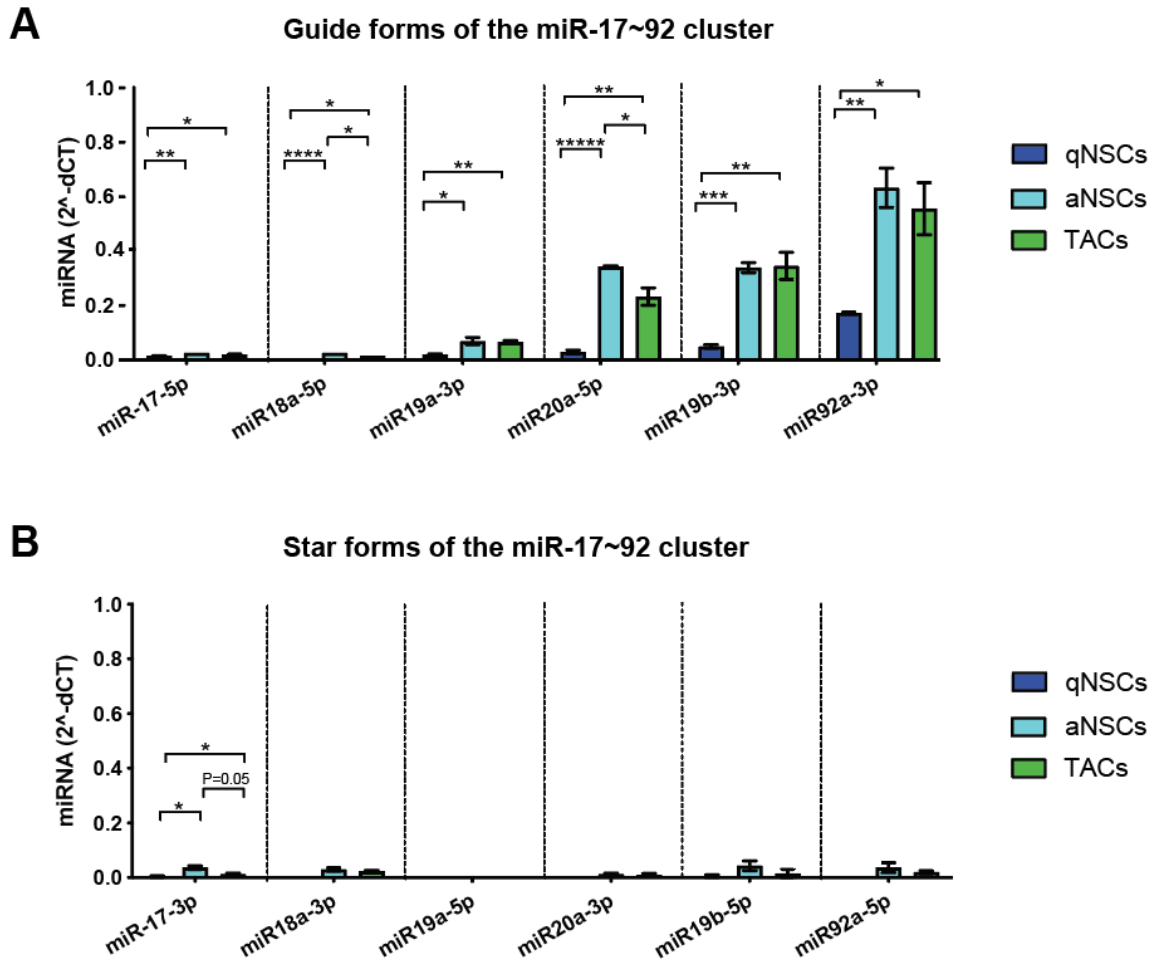 A
Guide forms of the miR-17~92 cluster
miRNA (2^-dCT)
1.0
0.8
0.6
0.4
0.2
0.0
* ** * * **** ** * ** * ***** ** *** * **
miR-17-5p
miR18a-5p
miR19a-3p
miR20a-5p
miR19b-3p
miR92a-3p
qNSCs
aNSCs
TACs
B
Star forms of the miR-17~92 cluster
miRNA (2^-dCT)
1.0
0.8
0.6
0.4
0.2
0.0
*
P=0.05
*
miR-17-3p
miR18a-3p
miR19a-5p
miR20a-3p
miR19b-5p
miR92a-5p
qNSCs
aNSCs
TACs